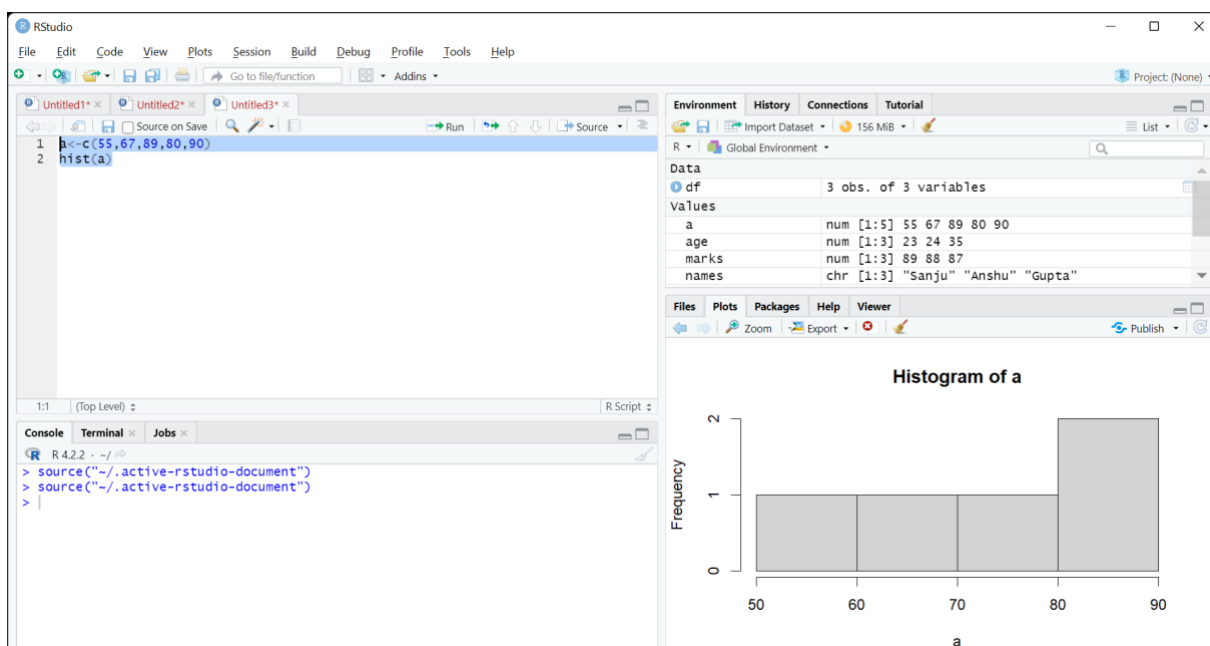 RStudio
File Edit Code View Plots Session Build Debug Profile Tools Help
Go to file/function Addins Project: (None)
Untitled1* Untitled2* Untitled3*
Source on Save Run Source
1 a<-c(55,67,89,80,90)
2 hist(a)
1:1 (Top Level) R Script
Console Terminal Jobs
R 4.2.2 · ~/
> source("~/.active-rstudio-document")
> source("~/.active-rstudio-document")
>
Environment History Connections Tutorial
Import Dataset 156 MiB List
R Global Environment
Data
df 3 obs. of 3 variables
Values
a num [1:5] 55 67 89 80 90
age num [1:3] 23 24 35
marks num [1:3] 89 88 87
names chr [1:3] "Sanju" "Anshu" "Gupta"
Files Plots Packages Help Viewer
Zoom Export Publish
Histogram of a
Frequency
2
1
0
50 60 70 80 90
a